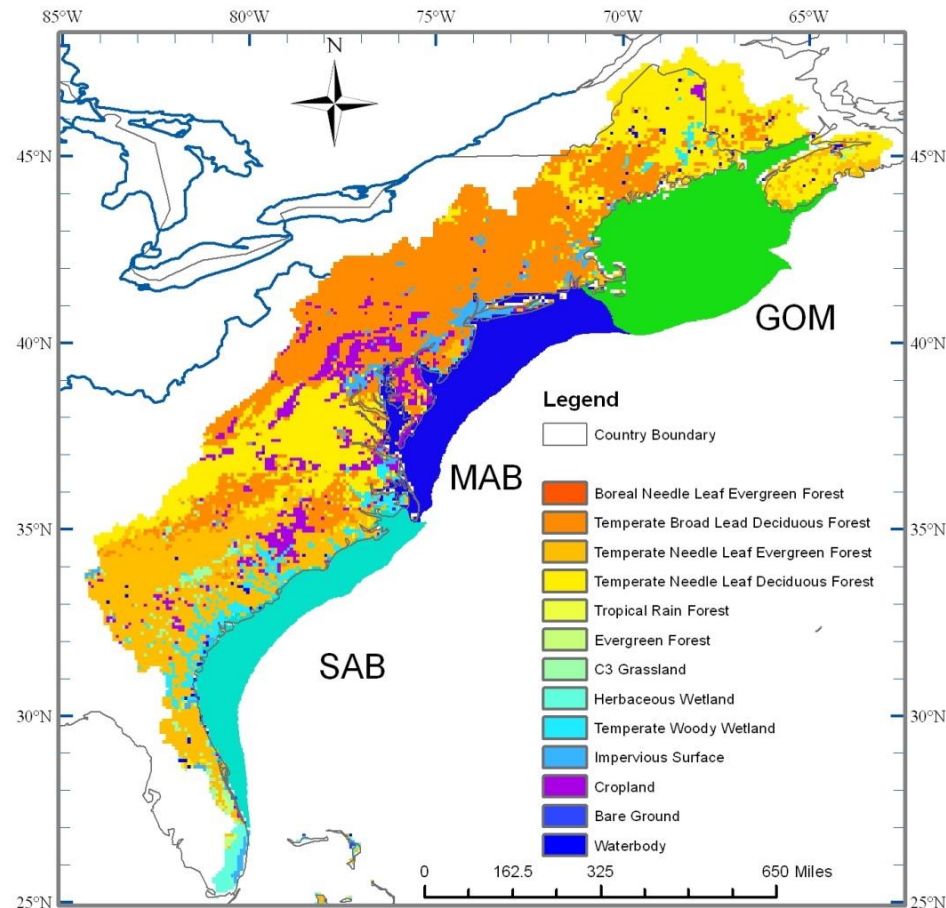 85°W 80°W 75°W 70°W 65°W
N
45°N 45°N
GOM
40°N 40°N
Legend
Country Boundary
MAB
Boreal Needle Leaf Evergreen Forest
35°N 35°N
Temperate Broad Lead Deciduous Forest
Temperate Needle Leaf Evergreen Forest
Temperate Needle Leaf Deciduous Forest
Tropical Rain Forest
Evergreen Forest
SAB
C3 Grassland
Herbaceous Wetland
30°N 30°N
Temperate Woody Wetland
Impervious Surface
Cropland
Bare Ground
Waterbody
0 162.5 325 650 Miles
25°N 25°N